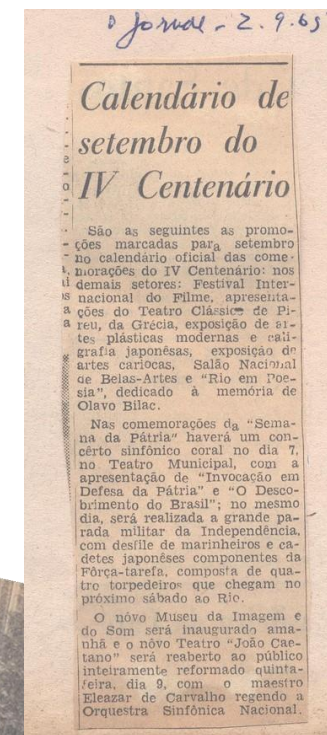 O Jornal - 2.9.65
Calendário de
setembro do
IV Centenário
São as seguintes as promo-
ções marcadas para setembro
no calendário oficial das come-
morações do IV Centenário: nos
demais setores: Festival Inter-
nacional do Filme, apresenta-
ções do Teatro Clássico de Pi-
reu, da Grécia, exposição de ar-
tes plásticas modernas e cali-
grafia japonêsas, exposição de
artes cariocas, Salão Nacional
de Belas-Artes e "Rio em Poe-
sia", dedicado à memória de
Olavo Bilac.
Nas comemorações da "Sema-
na da Pátria" haverá um con-
cêrto sinfônico coral no dia 7,
no Teatro Municipal, com a
apresentação de "Invocação em
Defesa da Pátria" e "O Desco-
brimento do Brasil"; no mesmo
dia, será realizada a grande pa-
rada militar da Independência,
com desfile de marinheiros e ca-
detes japonêses componentes da
Fôrça-tarefa, composta de qua-
tro torpedeiros que chegam no
próximo sábado ao Rio.
O nôvo Museu da Imagem e
do Som será inaugurado ama-
nhã e o nôvo Teatro "João Cae-
tano" será reaberto ao público
inteiramente reformado quinta-
feira, dia 9, com o maestro
Eleazar de Carvalho regendo a
Orquestra Sinfônica Nacional.